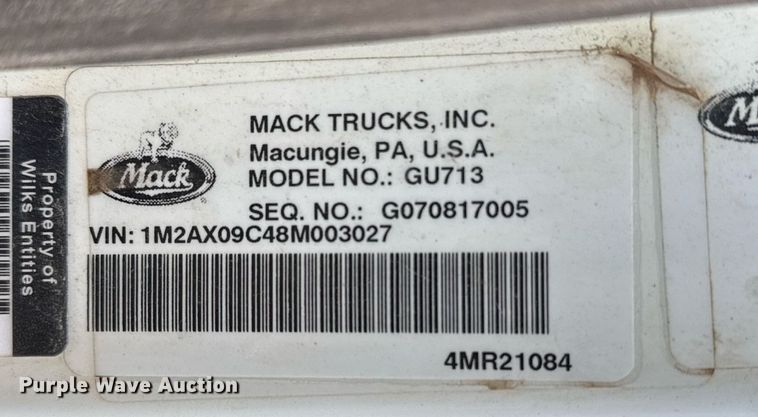 Property of
Wilks Entities
Mack
MACK TRUCKS, INC.
Macungie, PA, U.S.A.
MODEL NO.: GU713
SEQ. NO.: G070817005
VIN: 1M2AX09C48M003027
4MR21084
M
Purple Wave Auction